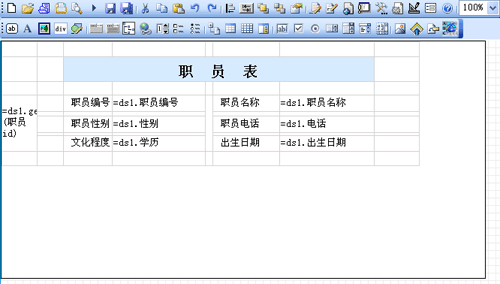 100%
ab A div ab
职 员 表
=ds1.ge
(职员
id)
职员编号 =ds1.职员编号 职员名称 =ds1.职员名称
职员性别 =ds1.性别 职员电话 =ds1.电话
文化程度 =ds1.学历 出生日期 =ds1.出生日期